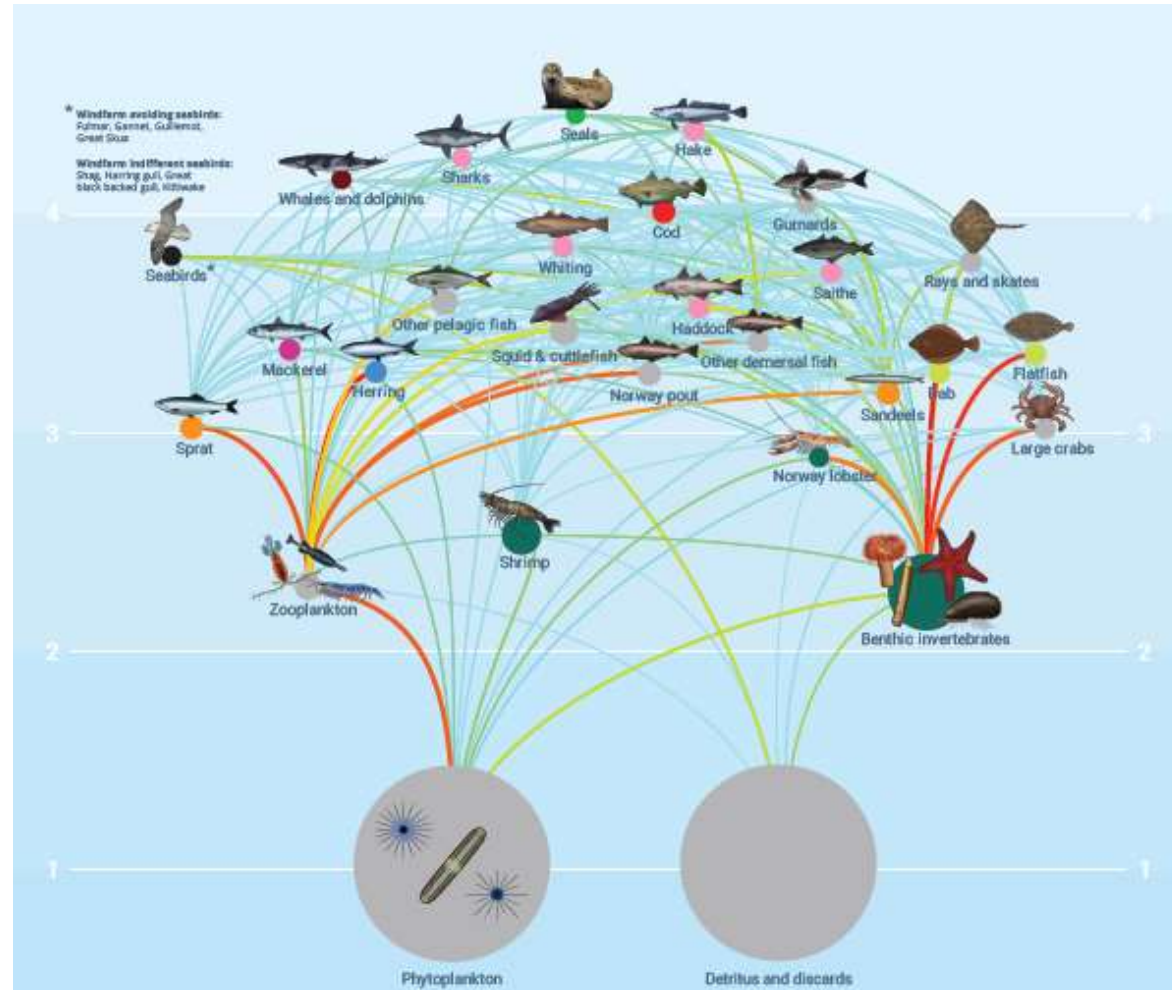 * Windfarm avoiding seabirds:
Fulmar, Gannet, Guillemot,
Great Skua
Windfarm indifferent seabirds:
Shag, Herring gull, Great
black backed gull, Kittiwake
Seals
Hake
Sharks
Whales and dolphins
Gurnards
4
4
Cod
Whiting
Seabirds*
Saithe
Rays and skates
Other pelagic fish
Haddock
Squid & cuttlefish
Other demersal fish
Mackerel
Flatfish
Herring
Norway pout
Dab
Sandeels
3
3
Sprat
Large crabs
Norway lobster
Shrimp
Zooplankton
Benthic invertebrates
2
2
1
1
Phytoplankton
Detritus and discards